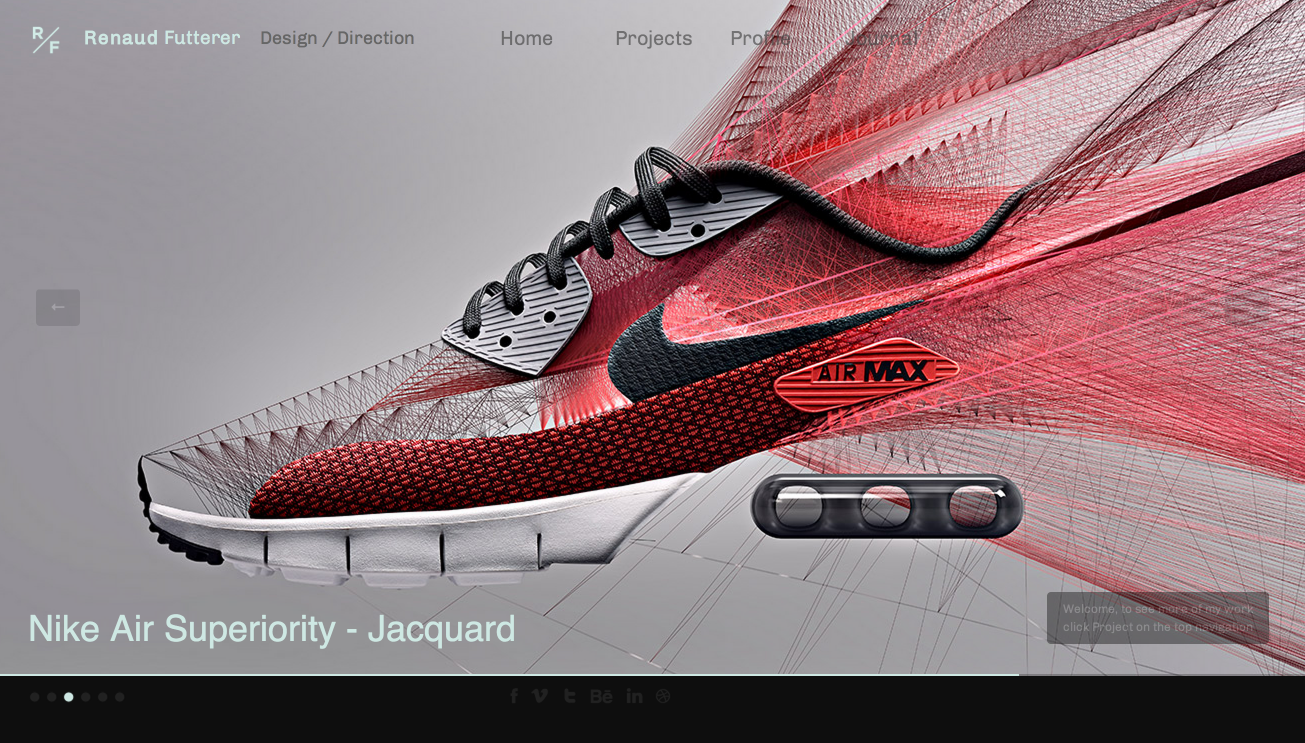 R/F
Renaud Futterer Design / Direction Home Projects Profile Journal
AIR MAX
Nike Air Superiority - Jacquard
Welcome, to see more of my work
click Project on the top navigation
Bē in